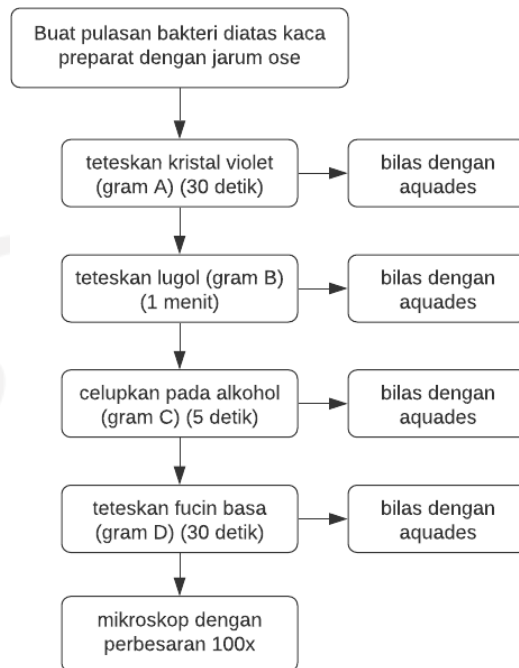 Buat pulasan bakteri diatas kaca
preparat dengan jarum ose
teteskan kristal violet
(gram A) (30 detik)
bilas dengan
aquades
teteskan lugol (gram B)
(1 menit)
bilas dengan
aquades
celupkan pada alkohol
(gram C) (5 detik)
bilas dengan
aquades
teteskan fucin basa
(gram D) (30 detik)
bilas dengan
aquades
mikroskop dengan
perbesaran 100x